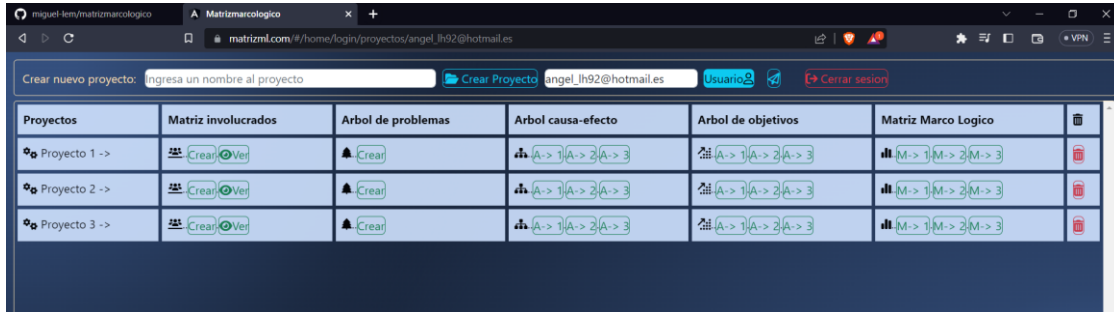 miguel-lem/matrizmarcologico
Matrizmarcologico
matrizml.com/#/home/login/proyectos/angel_lh92@hotmail.es
VPN
Crear nuevo proyecto: Ingresa un nombre al proyecto Crear Proyecto angel_lh92@hotmail.es Usuario Cerrar sesion
Proyectos Matriz involucrados Arbol de problemas Arbol causa-efecto Arbol de objetivos Matriz Marco Logico
Proyecto 1 -> Crear Ver Crear A-> 1 A-> 2 A-> 3 A-> 1 A-> 2 A-> 3 M-> 1 M-> 2 M-> 3
Proyecto 2 -> Crear Ver Crear A-> 1 A-> 2 A-> 3 A-> 1 A-> 2 A-> 3 M-> 1 M-> 2 M-> 3
Proyecto 3 -> Crear Ver Crear A-> 1 A-> 2 A-> 3 A-> 1 A-> 2 A-> 3 M-> 1 M-> 2 M-> 3